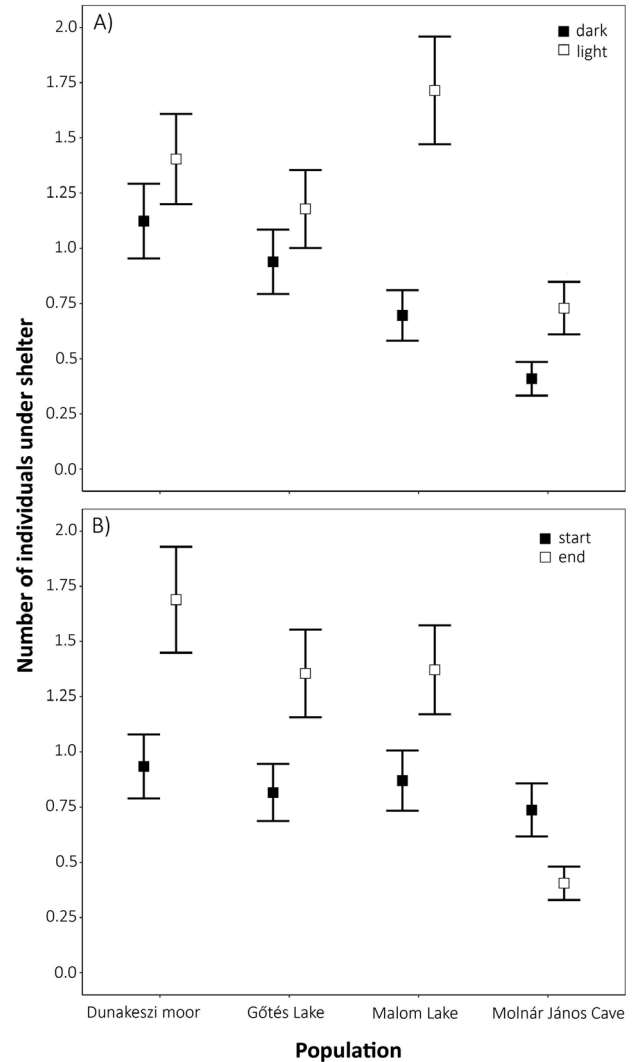 Number of individuals under shelter
A)
dark
light
2.0
1.75
1.5
1.25
1.0
0.75
0.5
0.25
0.0
B)
start
end
2.0
1.75
1.5
1.25
1.0
0.75
0.5
0.25
0.0
Dunakeszi moor Gőtés Lake Malom Lake Molnár János Cave
Population